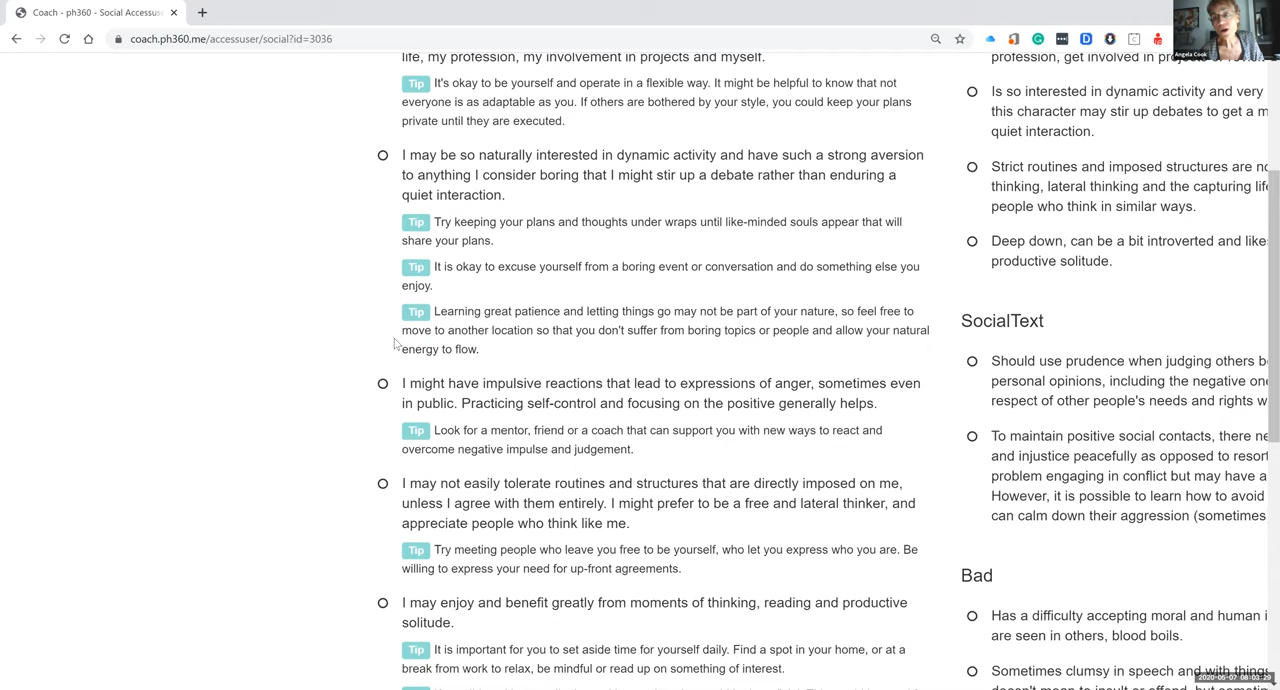 Coach - ph360 - Social Accessuse
coach.ph360.me/accessuser/social?id=3036
Angela Cook
life, my profession, my involvement in projects and myself.
Tip It's okay to be yourself and operate in a flexible way. It might be helpful to know that not
everyone is as adaptable as you. If others are bothered by your style, you could keep your plans
private until they are executed.
I may be so naturally interested in dynamic activity and have such a strong aversion
to anything I consider boring that I might stir up a debate rather than enduring a
quiet interaction.
Tip Try keeping your plans and thoughts under wraps until like-minded souls appear that will
share your plans.
Tip It is okay to excuse yourself from a boring event or conversation and do something else you
enjoy.
Tip Learning great patience and letting things go may not be part of your nature, so feel free to
move to another location so that you don't suffer from boring topics or people and allow your natural
energy to flow.
I might have impulsive reactions that lead to expressions of anger, sometimes even
in public. Practicing self-control and focusing on the positive generally helps.
Tip Look for a mentor, friend or a coach that can support you with new ways to react and
overcome negative impulse and judgement.
I may not easily tolerate routines and structures that are directly imposed on me,
unless I agree with them entirely. I might prefer to be a free and lateral thinker, and
appreciate people who think like me.
Tip Try meeting people who leave you free to be yourself, who let you express who you are. Be
willing to express your need for up-front agreements.
I may enjoy and benefit greatly from moments of thinking, reading and productive
solitude.
Tip It is important for you to set aside time for yourself daily. Find a spot in your home, or at a
break from work to relax, be mindful or read up on something of interest.
profession, get involved in
Is so interested in dynamic activity and very
this character may stir up debates to get a m
quiet interaction.
Strict routines and imposed structures are no
thinking, lateral thinking and the capturing life
people who think in similar ways.
Deep down, can be a bit introverted and like
productive solitude.
SocialText
Should use prudence when judging others b
personal opinions, including the negative on
respect of other people's needs and rights w
To maintain positive social contacts, there ne
and injustice peacefully as opposed to resort
problem engaging in conflict but may have a
However, it is possible to learn how to avoid
can calm down their aggression (sometimes
Bad
Has a difficulty accepting moral and human i
are seen in others, blood boils.
Sometimes clumsy in speech and with things
2020-05-07 08:03:29